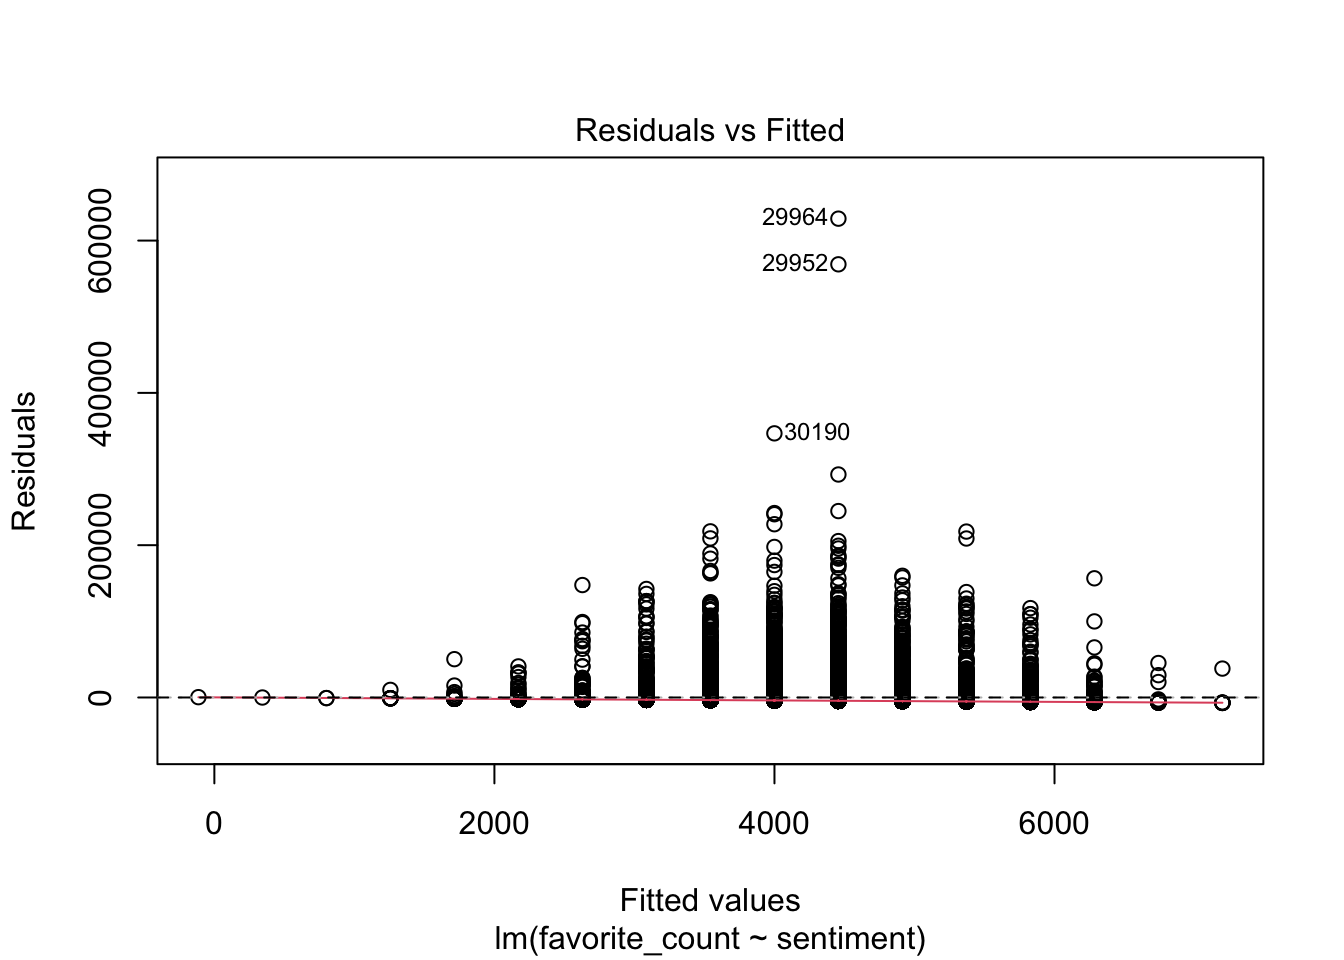 Residuals vs Fitted
Residuals
600000
400000
200000
0
29964
29952
30190
0 2000 4000 6000
Fitted values
lm(favorite_count ~ sentiment)